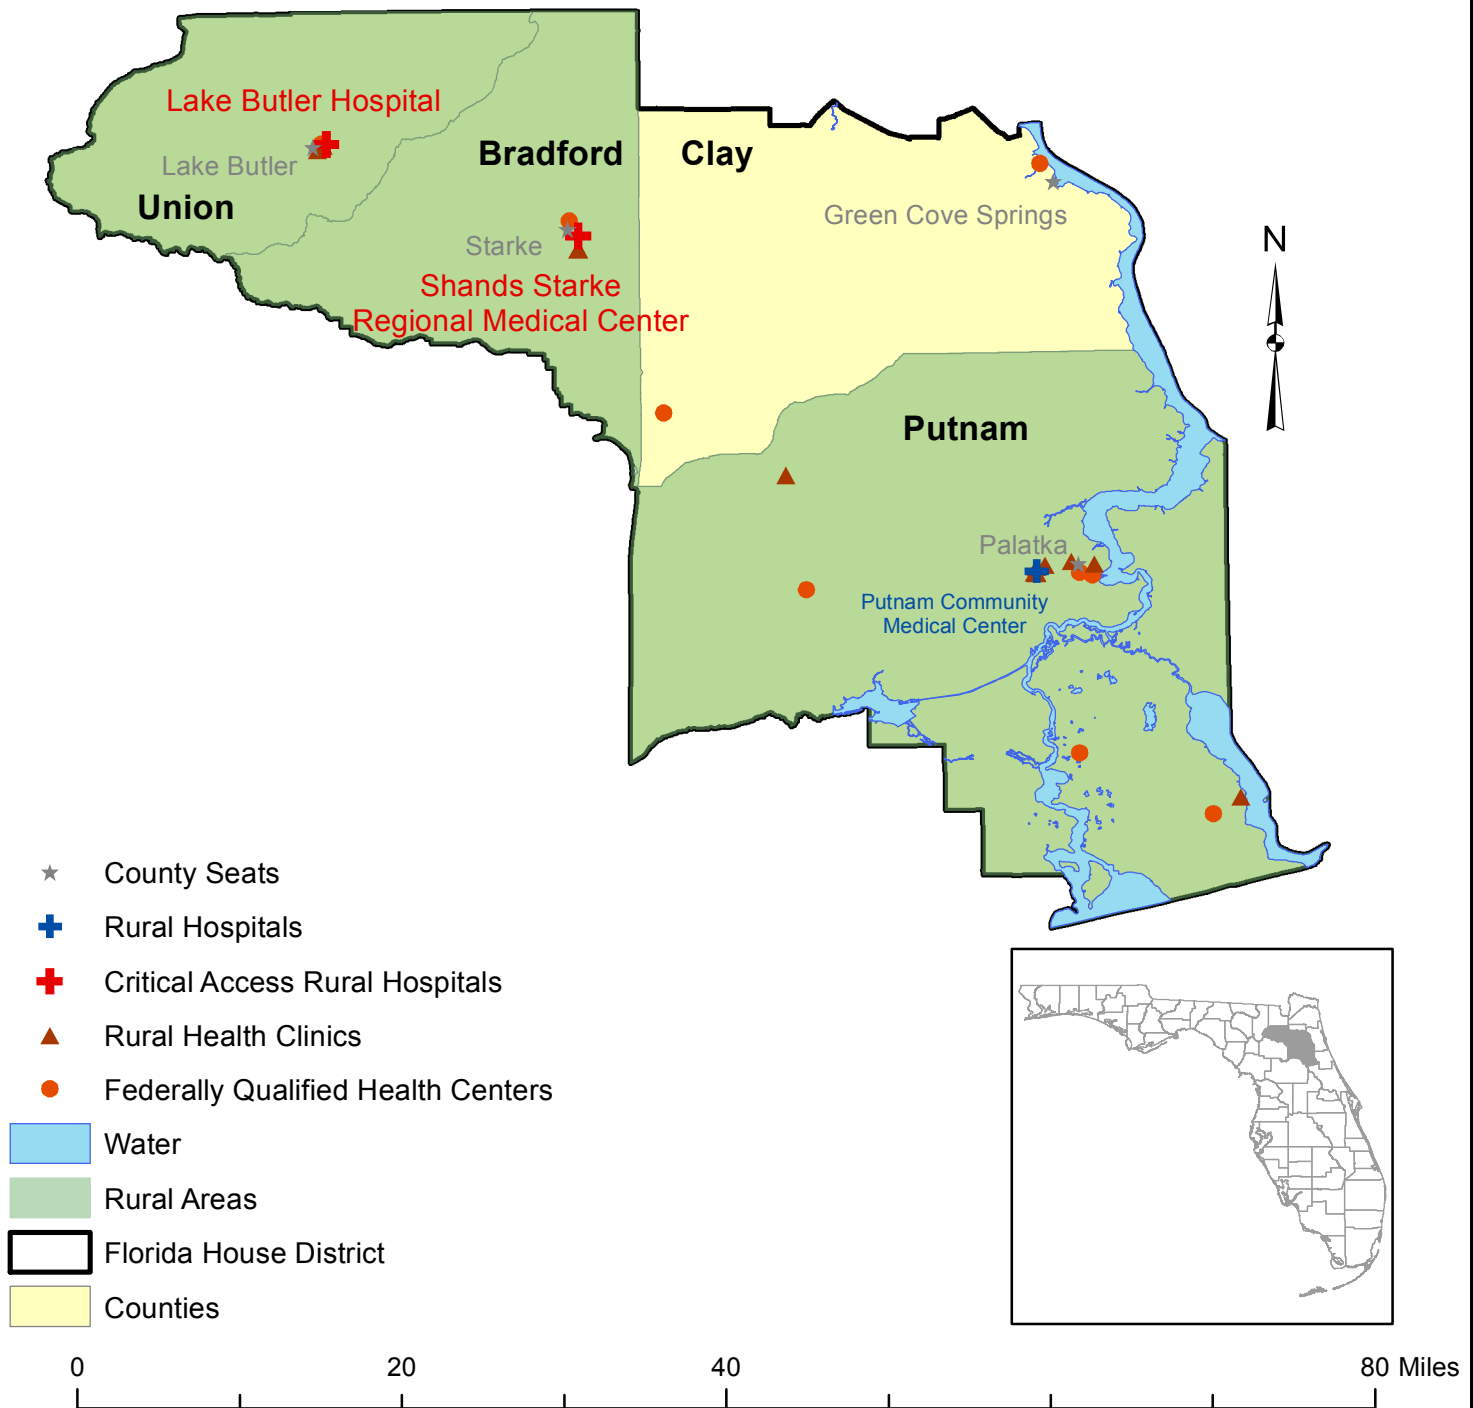 Lake Butler Hospital
Lake Butler
Union
Bradford
Clay
Starke
Shands Starke
Regional Medical Center
Green Cove Springs
N
Putnam
Palatka
Putnam Community
Medical Center
County Seats
Rural Hospitals
Critical Access Rural Hospitals
Rural Health Clinics
Federally Qualified Health Centers
Water
Rural Areas
Florida House District
Counties
0 20 40 80 Miles